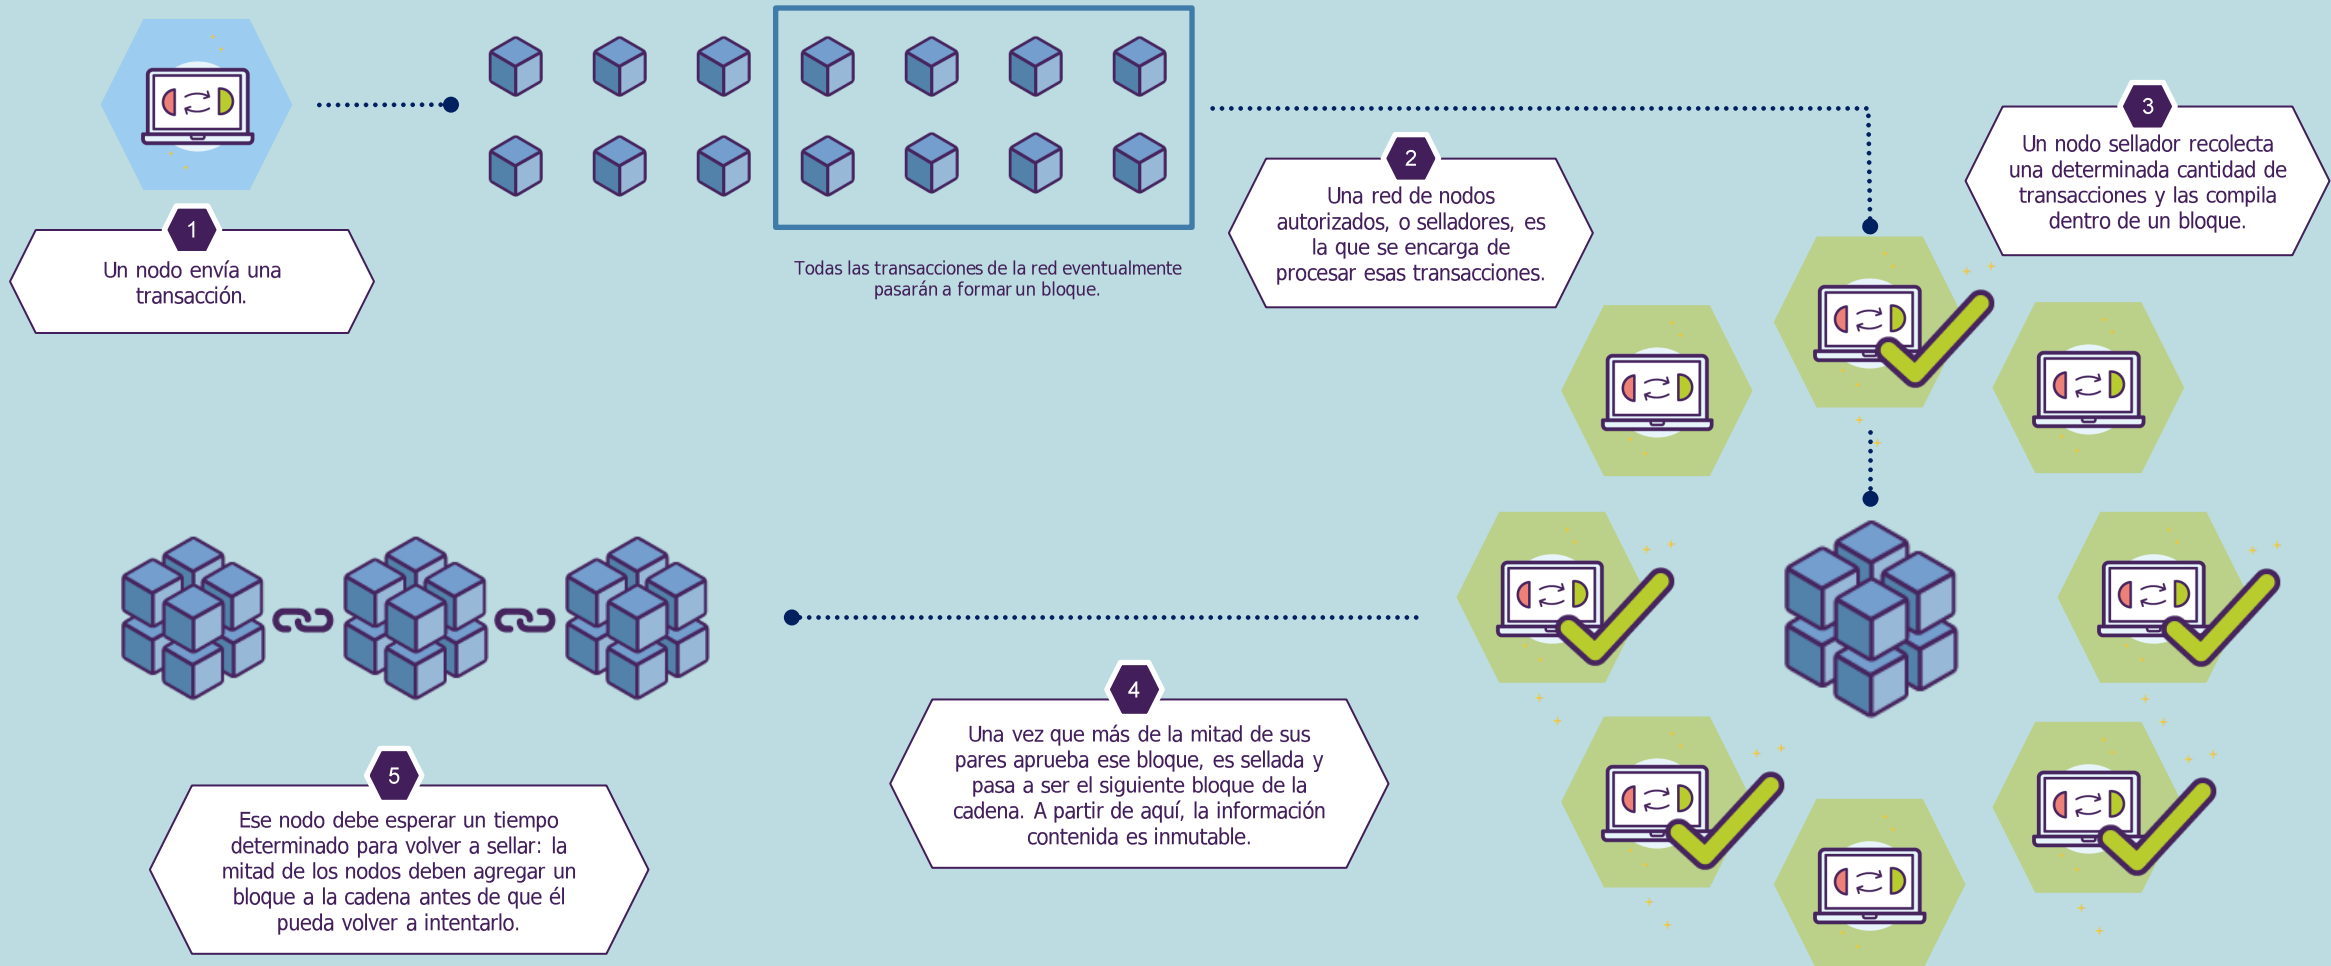 1
Un nodo envía una
transacción.
Todas las transacciones de la red eventualmente
pasarán a formar un bloque.
2
Una red de nodos
autorizados, o selladores, es
la que se encarga de
procesar esas transacciones.
3
Un nodo sellador recolecta
una determinada cantidad de
transacciones y las compila
dentro de un bloque.
4
Una vez que más de la mitad de sus
pares aprueba ese bloque, es sellada y
pasa a ser el siguiente bloque de la
cadena. A partir de aquí, la información
contenida es inmutable.
5
Ese nodo debe esperar un tiempo
determinado para volver a sellar: la
mitad de los nodos deben agregar un
bloque a la cadena antes de que él
pueda volver a intentarlo.